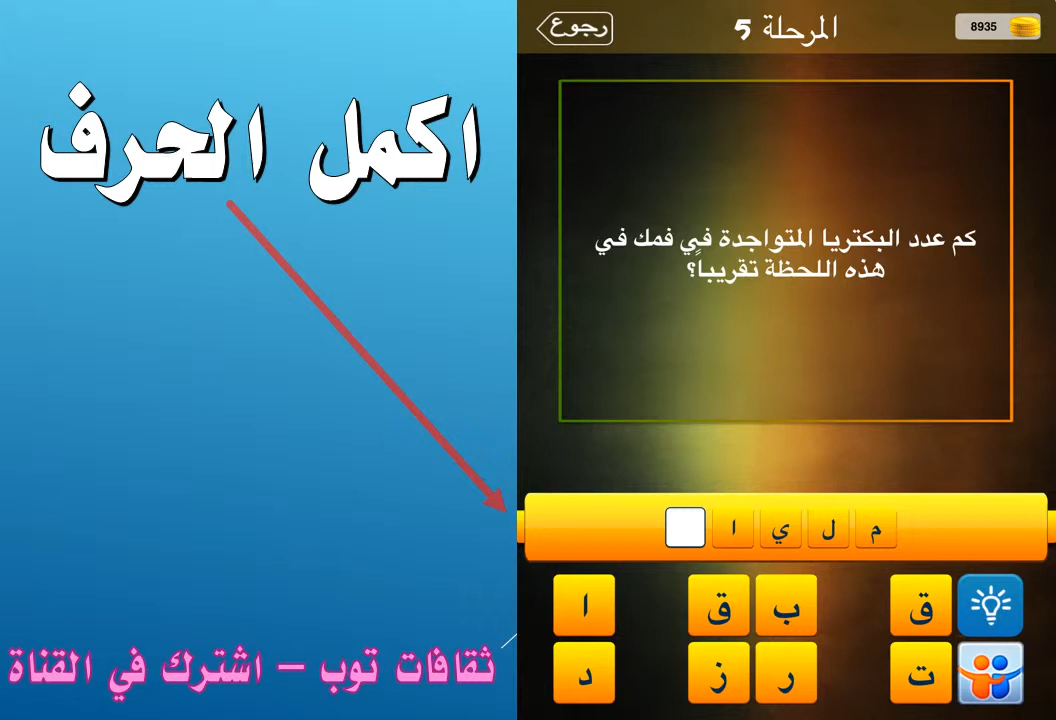 رجوع
المرحلة 5
8935
اكمل الحرف
كم عدد البكتريا المتواجدة في فمك في
هذه اللحظة تقريباً؟
م ل ي ا
ا ق ب ق
د ز ر ت
ثقافات توب – اشترك في القناة